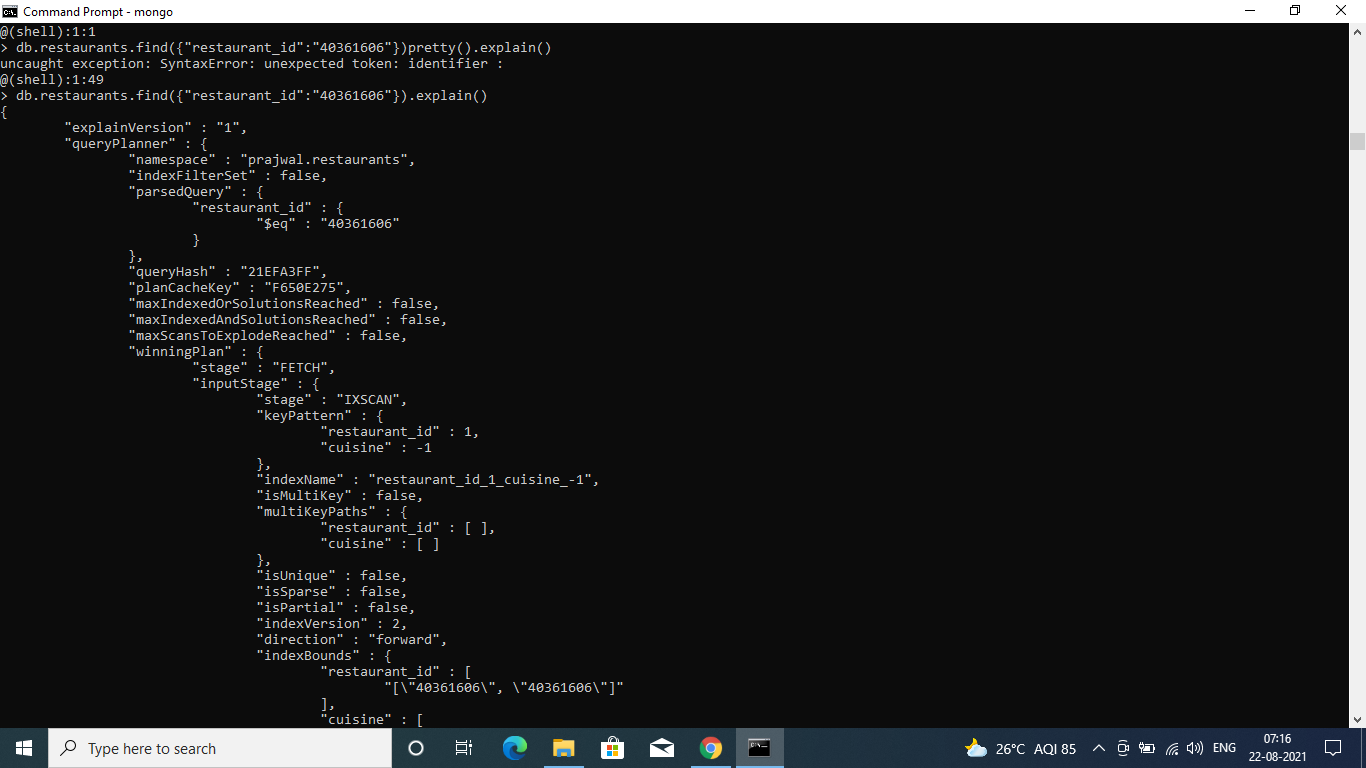 Command Prompt - mongo
@(shell):1:1
> db.restaurants.find({"restaurant_id":"40361606"})pretty().explain()
uncaught exception: SyntaxError: unexpected token: identifier :
@(shell):1:49
> db.restaurants.find({"restaurant_id":"40361606"}).explain()
{
        "explainVersion" : "1",
        "queryPlanner" : {
                "namespace" : "prajwal.restaurants",
                "indexFilterSet" : false,
                "parsedQuery" : {
                        "restaurant_id" : {
                                "$eq" : "40361606"
                        }
                },
                "queryHash" : "21EFA3FF",
                "planCacheKey" : "F650E275",
                "maxIndexedOrSolutionsReached" : false,
                "maxIndexedAndSolutionsReached" : false,
                "maxScansToExplodeReached" : false,
                "winningPlan" : {
                        "stage" : "FETCH",
                        "inputStage" : {
                                "stage" : "IXSCAN",
                                "keyPattern" : {
                                        "restaurant_id" : 1,
                                        "cuisine" : -1
                                },
                                "indexName" : "restaurant_id_1_cuisine_-1",
                                "isMultiKey" : false,
                                "multiKeyPaths" : {
                                        "restaurant_id" : [ ],
                                        "cuisine" : [ ]
                                },
                                "isUnique" : false,
                                "isSparse" : false,
                                "isPartial" : false,
                                "indexVersion" : 2,
                                "direction" : "forward",
                                "indexBounds" : {
                                        "restaurant_id" : [
                                                "[\"40361606\", \"40361606\"]"
                                        ],
                                        "cuisine" : [
Type here to search
26°C AQI 85
ENG
07:16
22-08-2021